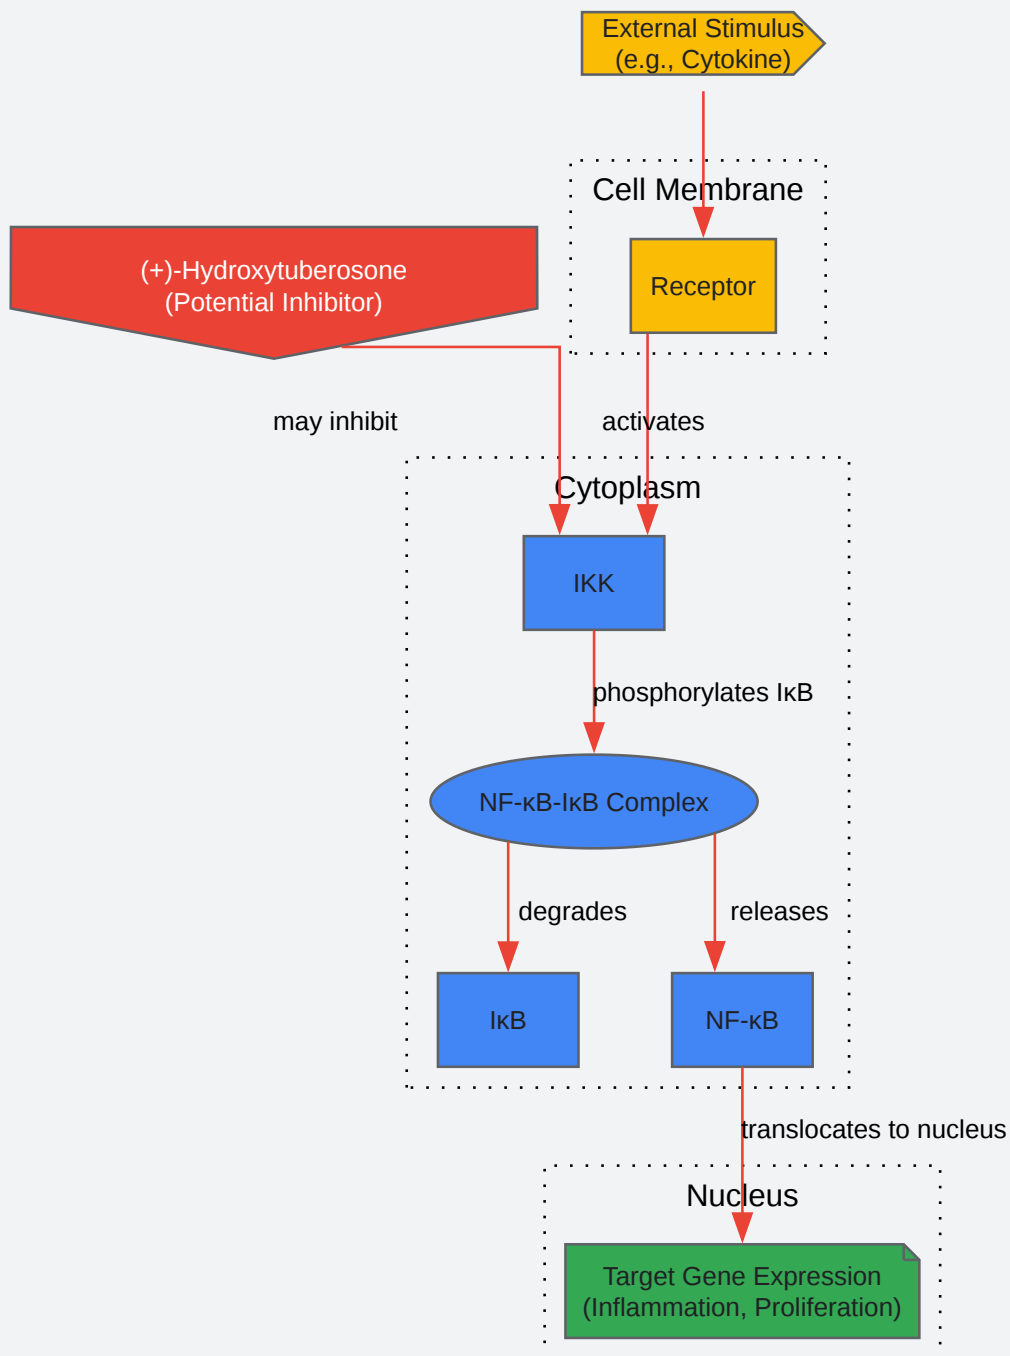 External Stimulus
(e.g., Cytokine)
Cell Membrane
Receptor
(+)-Hydroxytuberosone
(Potential Inhibitor)
may inhibit
activates
Cytoplasm
IKK
phosphorylates IκB
NF-κB-IκB Complex
degrades
releases
IκB
NF-κB
translocates to nucleus
Nucleus
Target Gene Expression
(Inflammation, Proliferation)